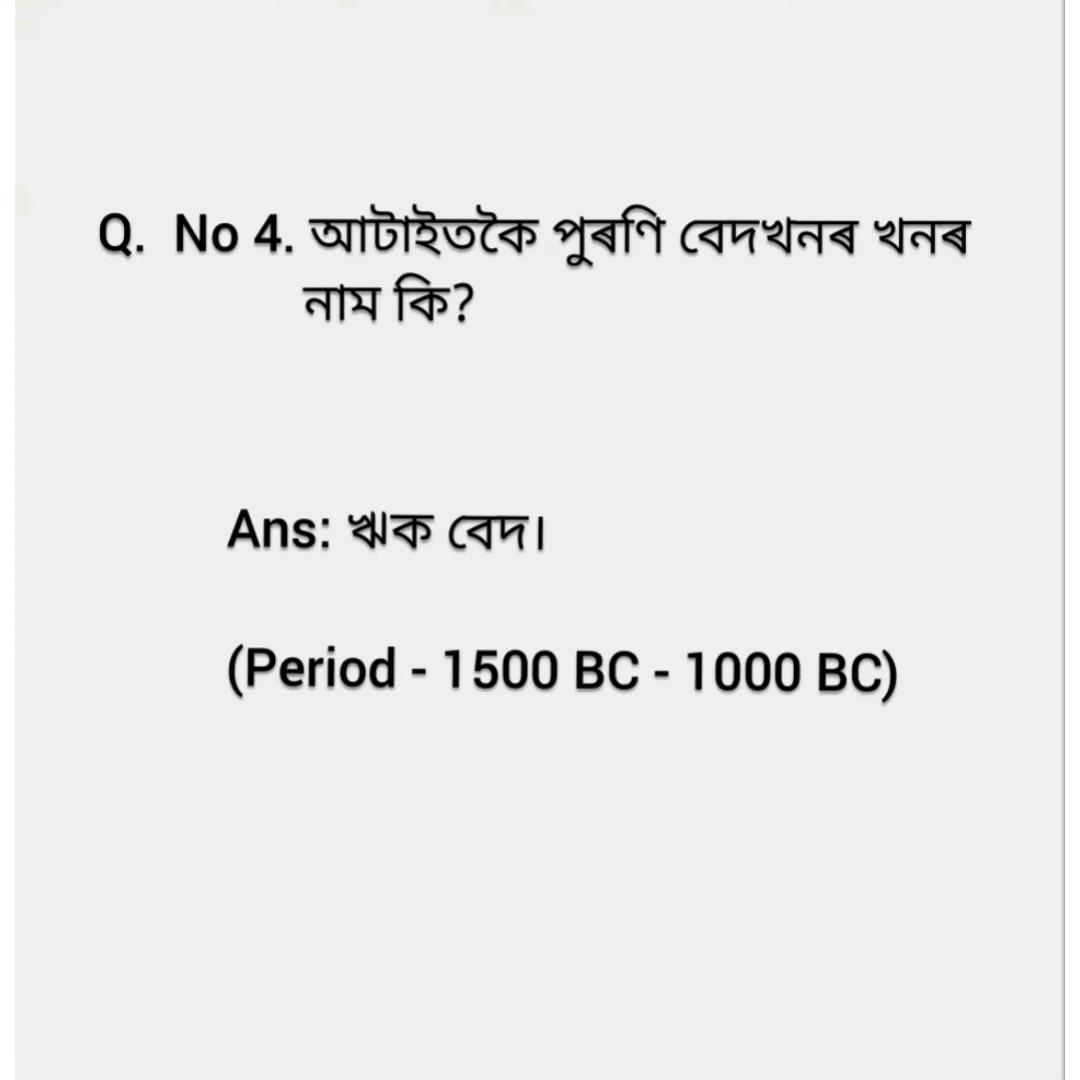 Q. No 4. আটাইতকৈ পুৰণি বেদখনৰ খনৰ
নাম কি?
Ans: ঋক বেদ।
(Period - 1500 BC - 1000 BC)